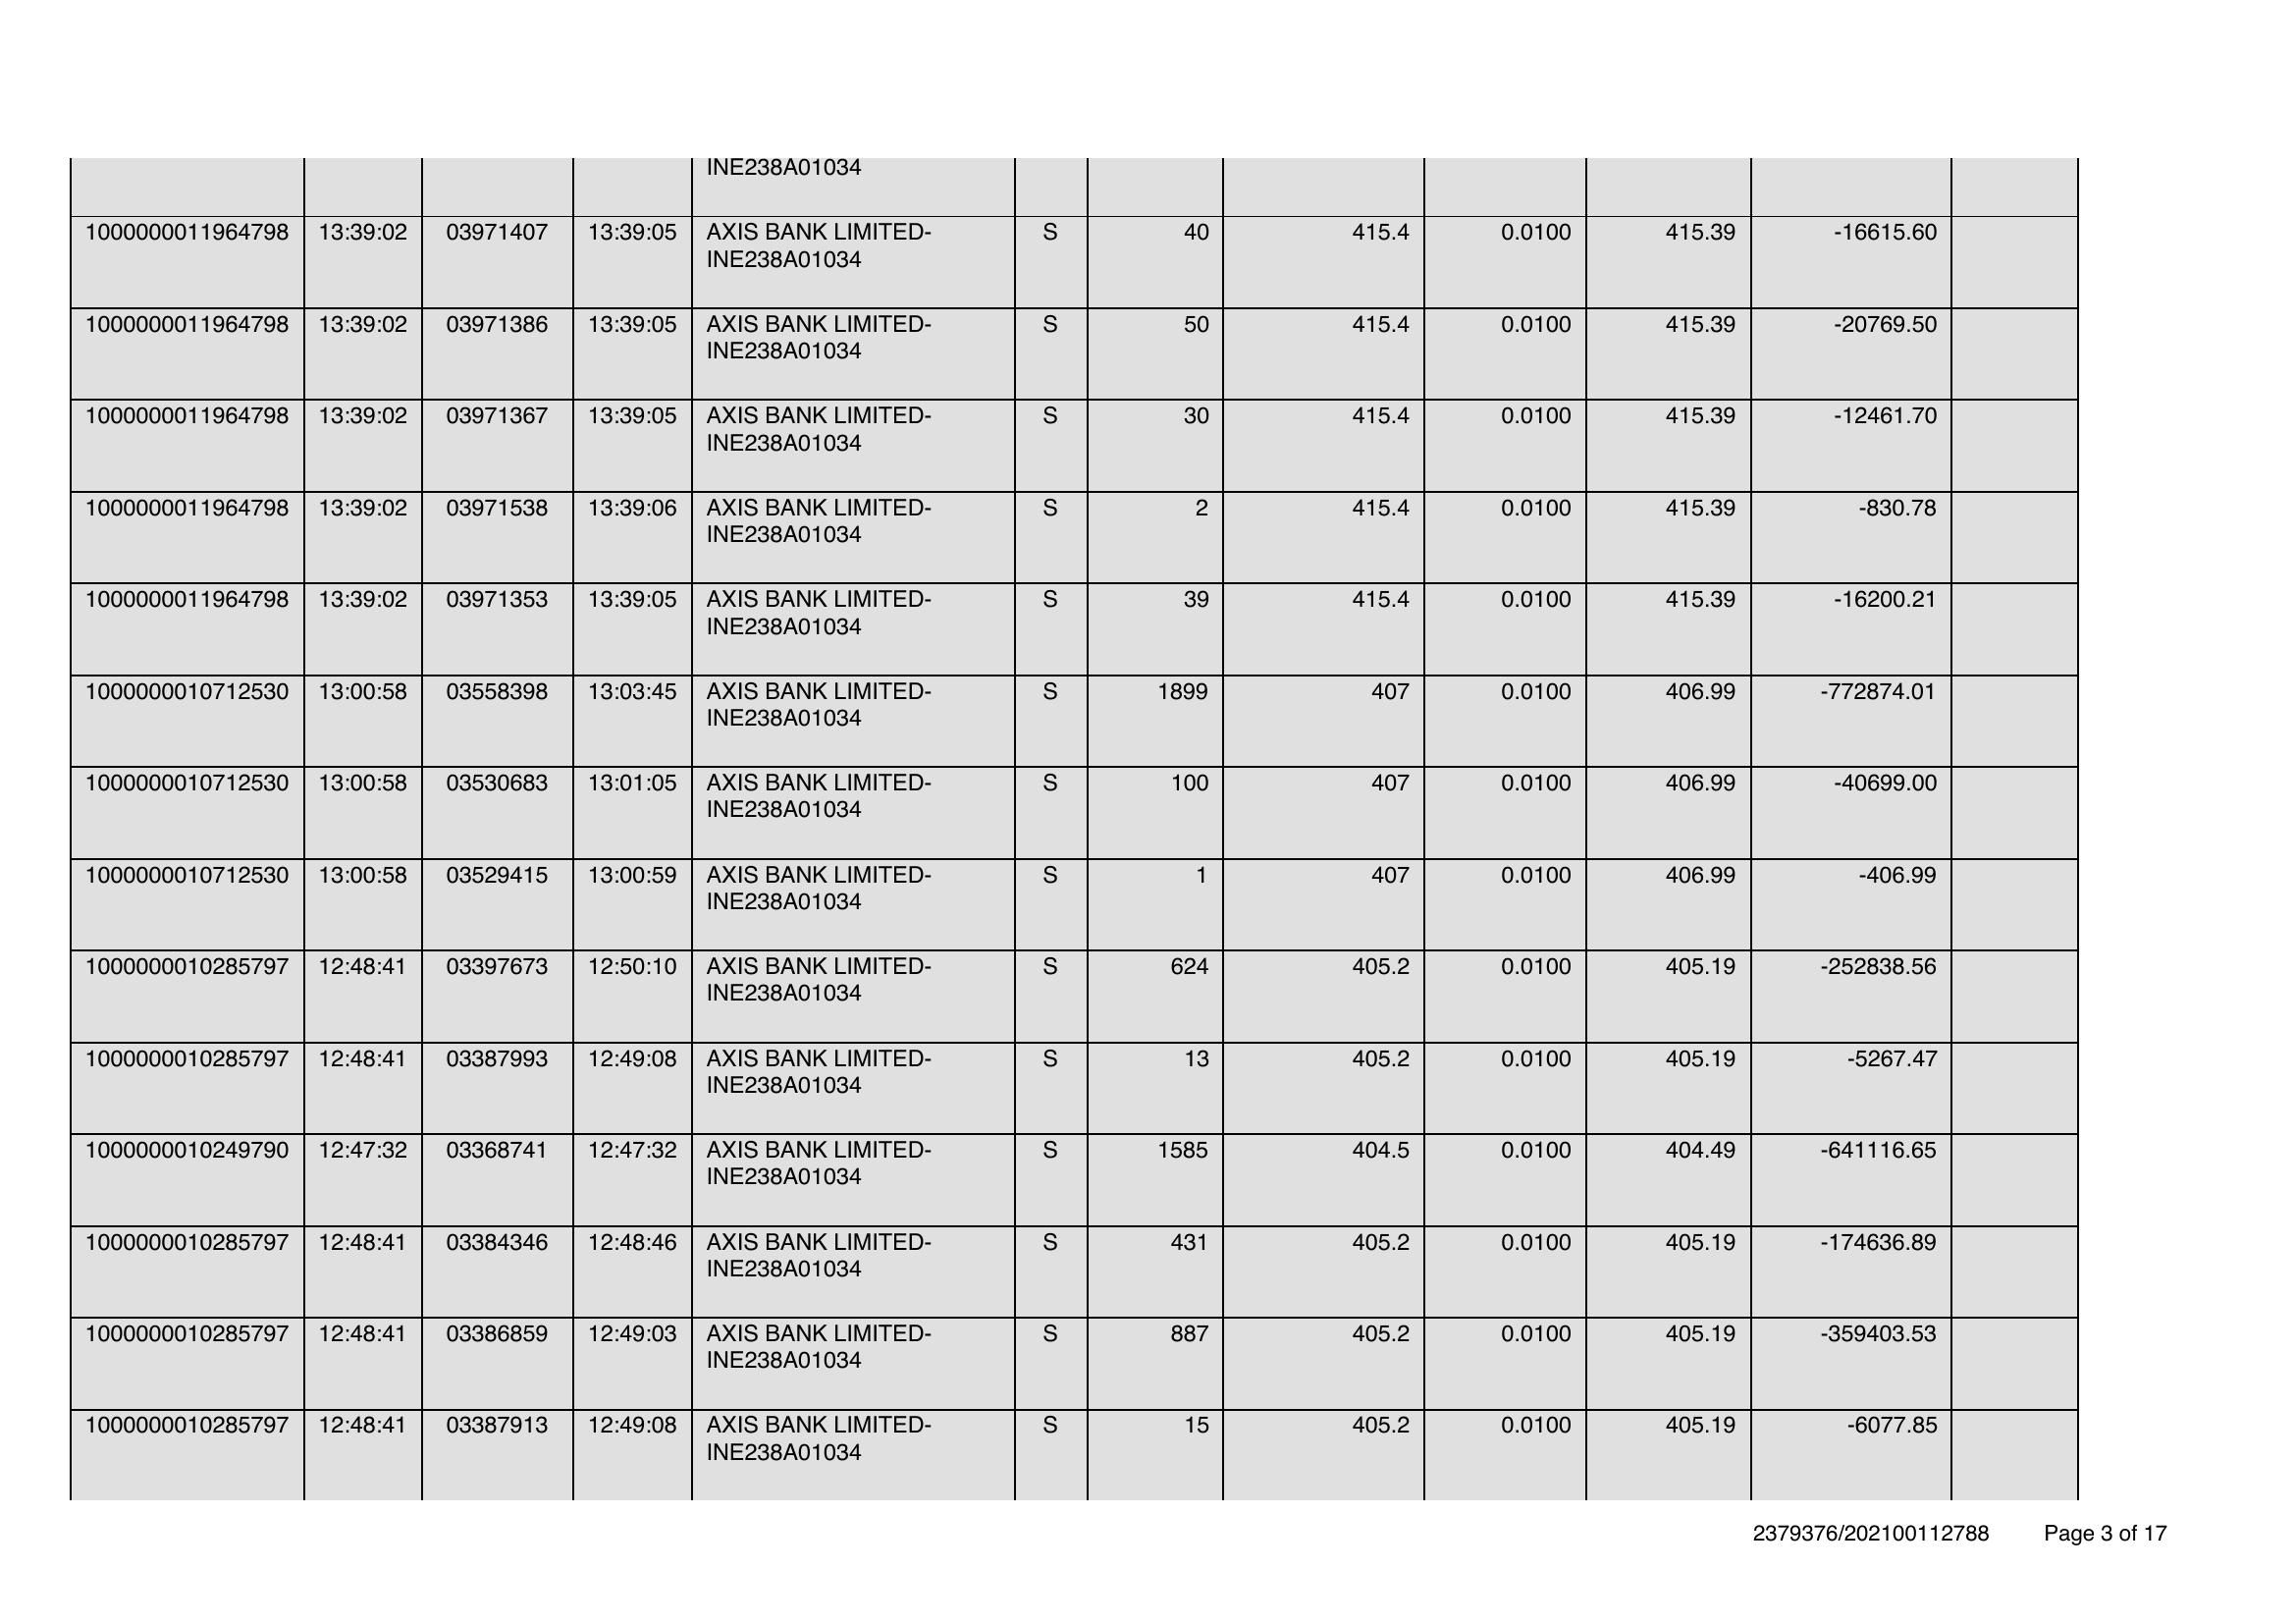 INE238A01034
1000000011964798 13:39:02 03971407 13:39:05 AXIS BANK LIMITED- S 40 415.4 0.0100 415.39 -16615.60
INE238A01034
1000000011964798 13:39:02 03971386 13:39:05 AXIS BANK LIMITED- S 50 415.4 0.0100 415.39 -20769.50
INE238A01034
1000000011964798 13:39:02 03971367 13:39:05 AXIS BANK LIMITED- S 30 415.4 0.0100 415.39 -12461.70
INE238A01034
1000000011964798 13:39:02 03971538 13:39:06 AXIS BANK LIMITED- S 2 415.4 0.0100 415.39 -830.78
INE238A01034
1000000011964798 13:39:02 03971353 13:39:05 AXIS BANK LIMITED- S 39 415.4 0.0100 415.39 -16200.21
INE238A01034
1000000010712530 13:00:58 03558398 13:03:45 AXIS BANK LIMITED- S 1899 407 0.0100 406.99 -772874.01
INE238A01034
1000000010712530 13:00:58 03530683 13:01:05 AXIS BANK LIMITED- S 100 407 0.0100 406.99 -40699.00
INE238A01034
1000000010712530 13:00:58 03529415 13:00:59 AXIS BANK LIMITED- S 1 407 0.0100 406.99 -406.99
INE238A01034
1000000010285797 12:48:41 03397673 12:50:10 AXIS BANK LIMITED- S 624 405.2 0.0100 405.19 -252838.56
INE238A01034
1000000010285797 12:48:41 03387993 12:49:08 AXIS BANK LIMITED- S 13 405.2 0.0100 405.19 -5267.47
INE238A01034
1000000010249790 12:47:32 03368741 12:47:32 AXIS BANK LIMITED- S 1585 404.5 0.0100 404.49 -641116.65
INE238A01034
1000000010285797 12:48:41 03384346 12:48:46 AXIS BANK LIMITED- S 431 405.2 0.0100 405.19 -174636.89
INE238A01034
1000000010285797 12:48:41 03386859 12:49:03 AXIS BANK LIMITED- S 887 405.2 0.0100 405.19 -359403.53
INE238A01034
1000000010285797 12:48:41 03387913 12:49:08 AXIS BANK LIMITED- S 15 405.2 0.0100 405.19 -6077.85
INE238A01034
2379376/202100112788 Page 3 of 17